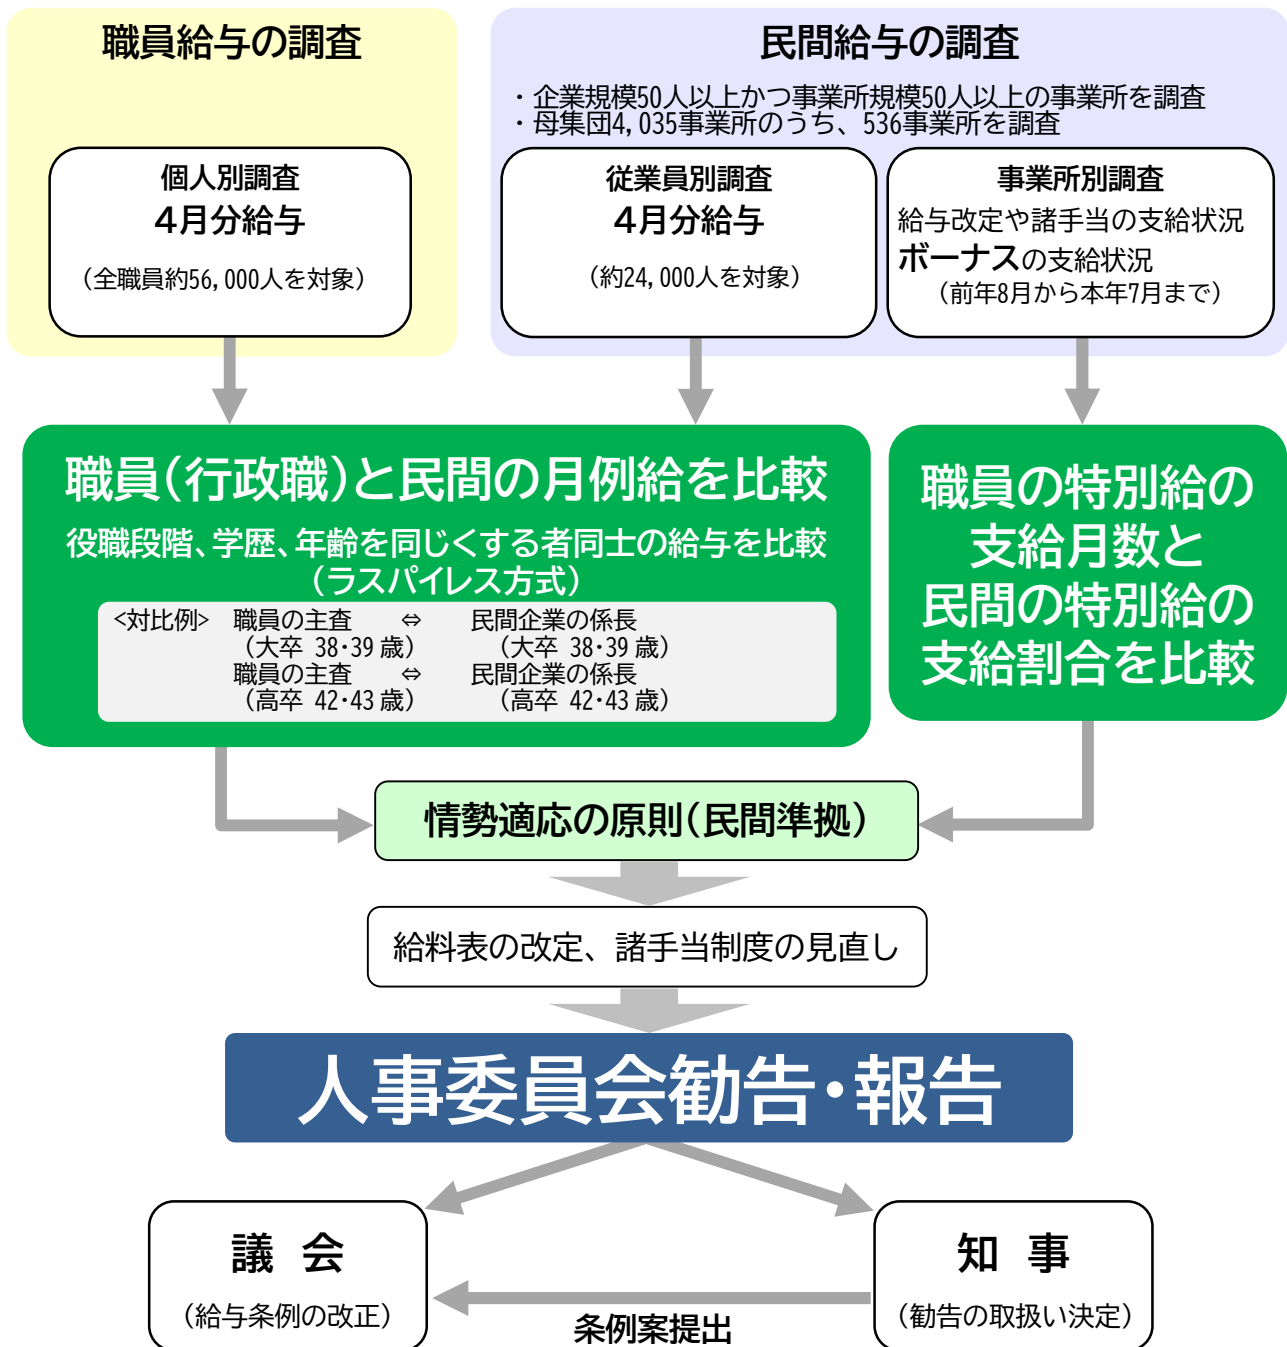 職員給与の調査
個人別調査
4月分給与
（全職員約56,000人を対象）
民間給与の調査
・企業規模50人以上かつ事業所規模50人以上の事業所を調査
・母集団4,035事業所のうち、536事業所を調査
従業員別調査
4月分給与
（約24,000人を対象）
事業所別調査
給与改定や諸手当の支給状況
ボーナスの支給状況
（前年8月から本年7月まで）
職員（行政職）と民間の月例給を比較
役職段階、学歴、年齢を同じくする者同士の給与を比較
（ラスパイレス方式）
<対比例> 職員の主査 ⇔ 民間企業の係長
（大卒 38・39 歳） （大卒 38・39 歳）
職員の主査 ⇔ 民間企業の係長
（高卒 42・43 歳） （高卒 42・43 歳）
職員の特別給の
支給月数と
民間の特別給の
支給割合を比較
情勢適応の原則（民間準拠）
給料表の改定、諸手当制度の見直し
人事委員会勧告・報告
議 会
（給与条例の改正）
知 事
（勧告の取扱い決定）
条例案提出